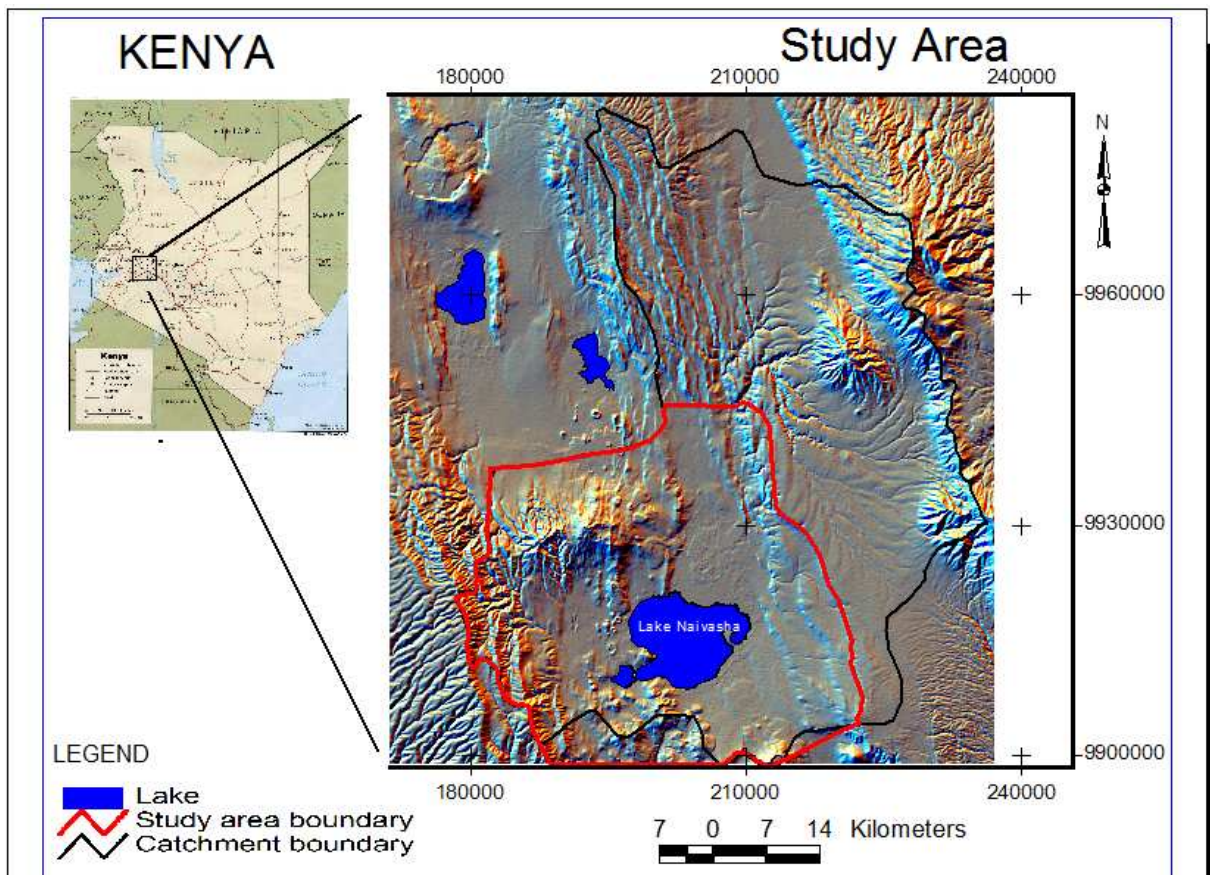 KENYA
Study Area
180000 210000 240000
N
Kenya
9960000
9930000
Lake Naivasha
9900000
180000 210000 240000
LEGEND
Lake
Study area boundary
Catchment boundary
7 0 7 14 Kilometers